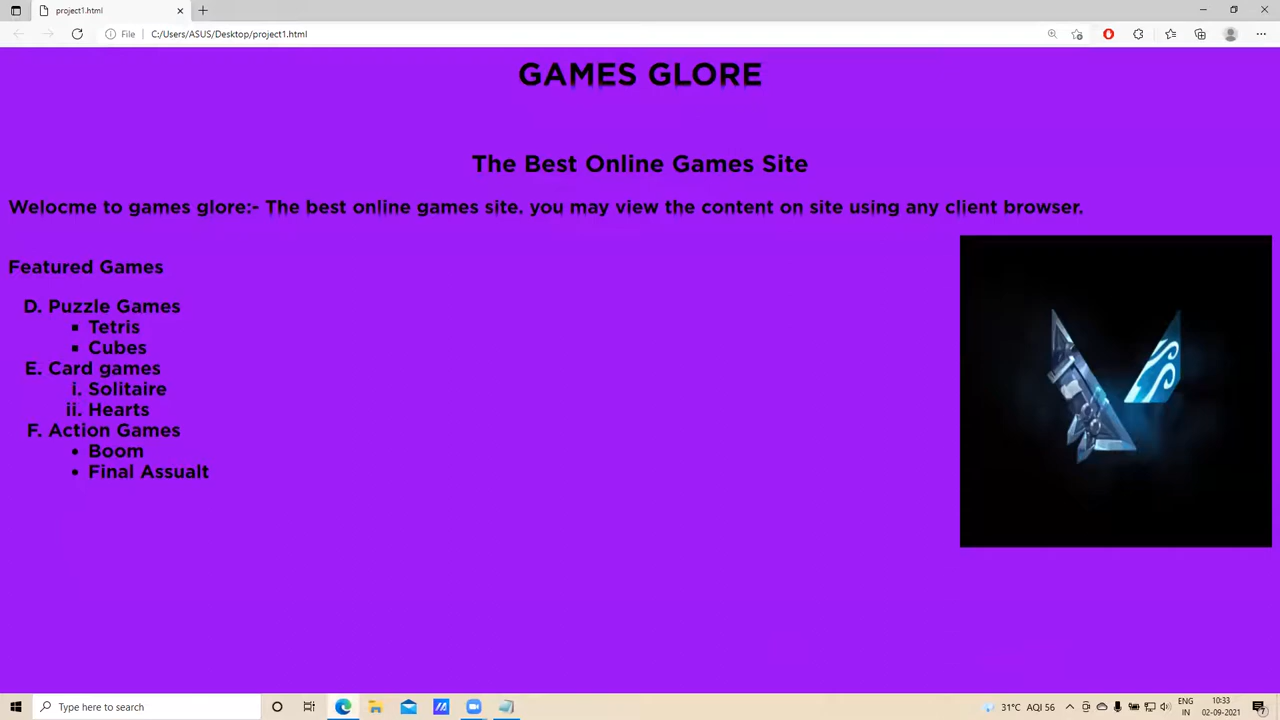 project1.html
File
C:/Users/ASUS/Desktop/project1.html
GAMES GLORE
The Best Online Games Site
Welocme to games glore:- The best online games site. you may view the content on site using any client browser.
Featured Games
D. Puzzle Games
▪ Tetris
▪ Cubes
E. Card games
i. Solitaire
ii. Hearts
F. Action Games
• Boom
• Final Assualt
Type here to search
31°C AQI 56
ENG
IN
10:33
02-09-2021
7